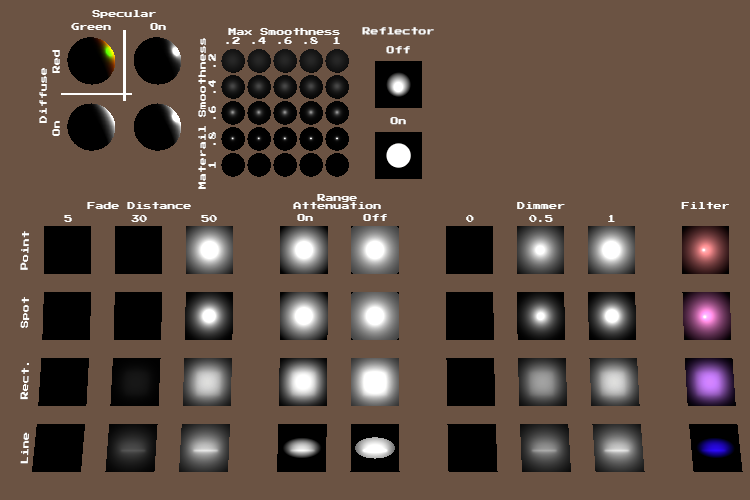 Specular
Green On
Diffuse
Red
On
Max Smoothness
.2 .4 .6 .8 1
Materail Smoothness
.2
.4
.6
.8
1
Reflector
Off
On
Fade Distance
5 30 50
Range
Attenuation
On Off
Dimmer
0 0.5 1
Filter
Point
Spot
Rect.
Line